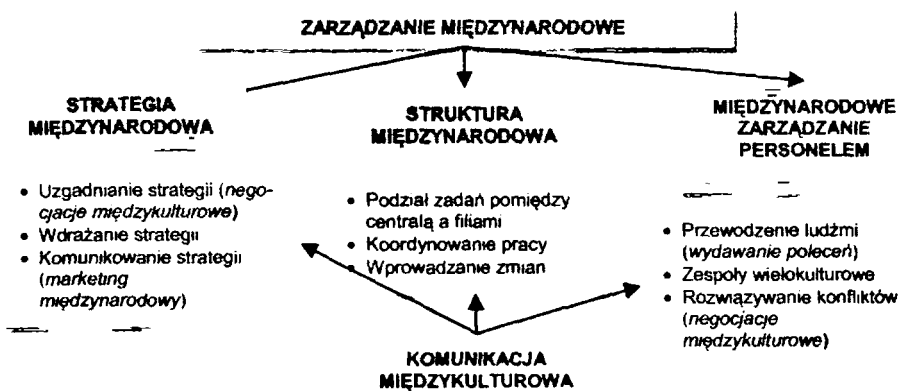 ZARZĄDZANIE MIĘDZYNARODOWE
STRATEGIA
MIĘDZYNARODOWA
• Uzgadnianie strategii (nego-
cjacje międzykulturowe)
• Wdrażanie strategii
• Komunikowanie strategii
(marketing
międzynarodowy)
STRUKTURA
MIĘDZYNARODOWA
• Podział zadań pomiędzy
centralą a filiami
• Koordynowanie pracy
• Wprowadzanie zmian
MIĘDZYNARODOWE
ZARZĄDZANIE
PERSONELEM
• Przewodzenie ludźmi
(wydawanie poleceń)
• Zespoły wielokulturowe
• Rozwiązywanie konfliktów
(negocjacje
międzykulturowe)
KOMUNIKACJA
MIĘDZYKULTUROWA